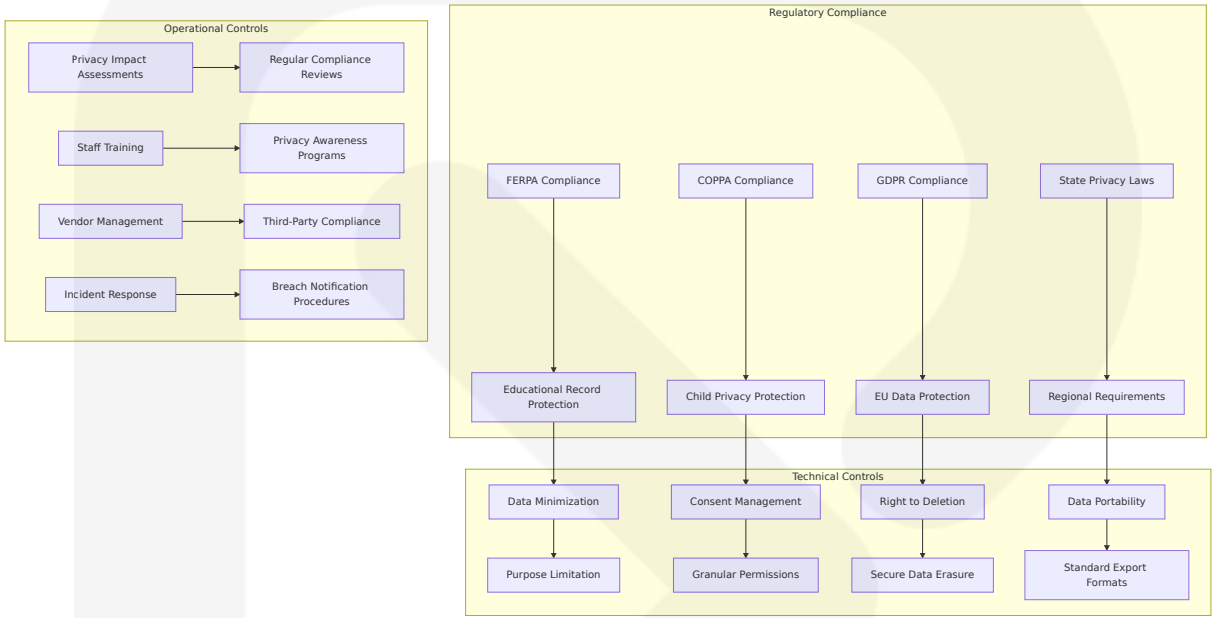 Operational Controls
Privacy Impact
Assessments
Regular Compliance
Reviews
Staff Training
Privacy Awareness
Programs
Vendor Management
Third-Party Compliance
Incident Response
Breach Notification
Procedures
Regulatory Compliance
FERPA Compliance
COPPA Compliance
GDPR Compliance
State Privacy Laws
Educational Record
Protection
Child Privacy Protection
EU Data Protection
Regional Requirements
Technical Controls
Data Minimization
Consent Management
Right to Deletion
Data Portability
Purpose Limitation
Granular Permissions
Secure Data Erasure
Standard Export
Formats